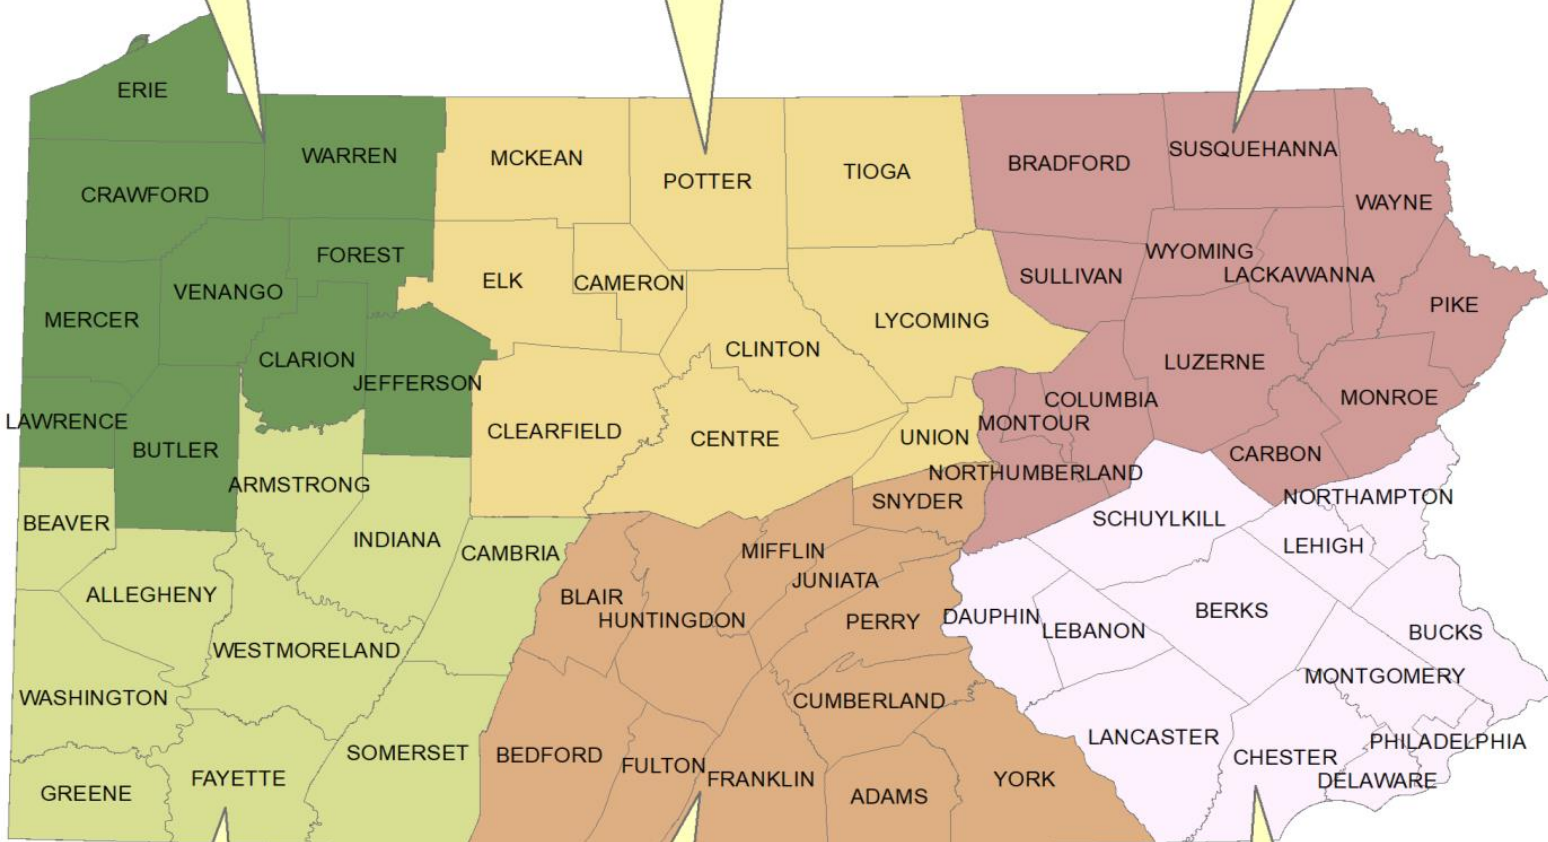 ERIE
WARREN
MCKEAN
POTTER
TIOGA
BRADFORD
SUSQUEHANNA
WAYNE
CRAWFORD
FOREST
VENANGO
ELK
CAMERON
SULLIVAN
WYOMING
LACKAWANNA
PIKE
MERCER
CLARION
JEFFERSON
CLINTON
LYCOMING
LUZERNE
MONROE
LAWRENCE
BUTLER
CLEARFIELD
CENTRE
UNION
MONTOUR
COLUMBIA
CARBON
NORTHUMBERLAND
ARMSTRONG
SNYDER
NORTHAMPTON
BEAVER
INDIANA
CAMBRIA
MIFFLIN
SCHUYLKILL
LEHIGH
ALLEGHENY
BLAIR
HUNTINGDON
JUNIATA
PERRY
DAUPHIN
LEBANON
BERKS
BUCKS
WESTMORELAND
MONTGOMERY
WASHINGTON
CUMBERLAND
LANCASTER
PHILADELPHIA
SOMERSET
BEDFORD
FULTON
FRANKLIN
ADAMS
YORK
CHESTER
DELAWARE
GREENE
FAYETTE